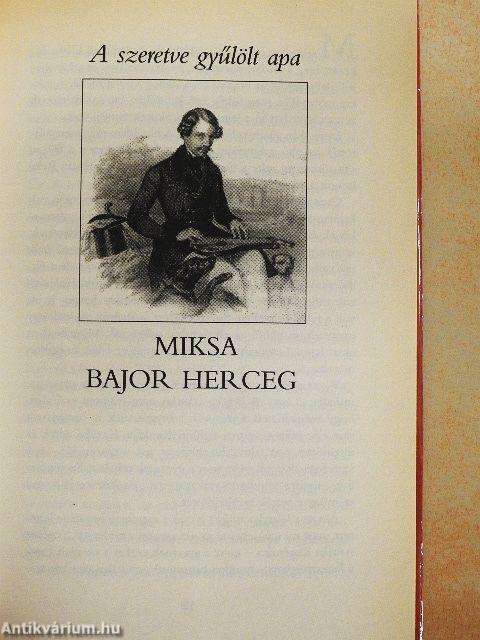 A szeretve gyűlölt apa
MIKSA
BAJOR HERCEG
Antikvárium.hu